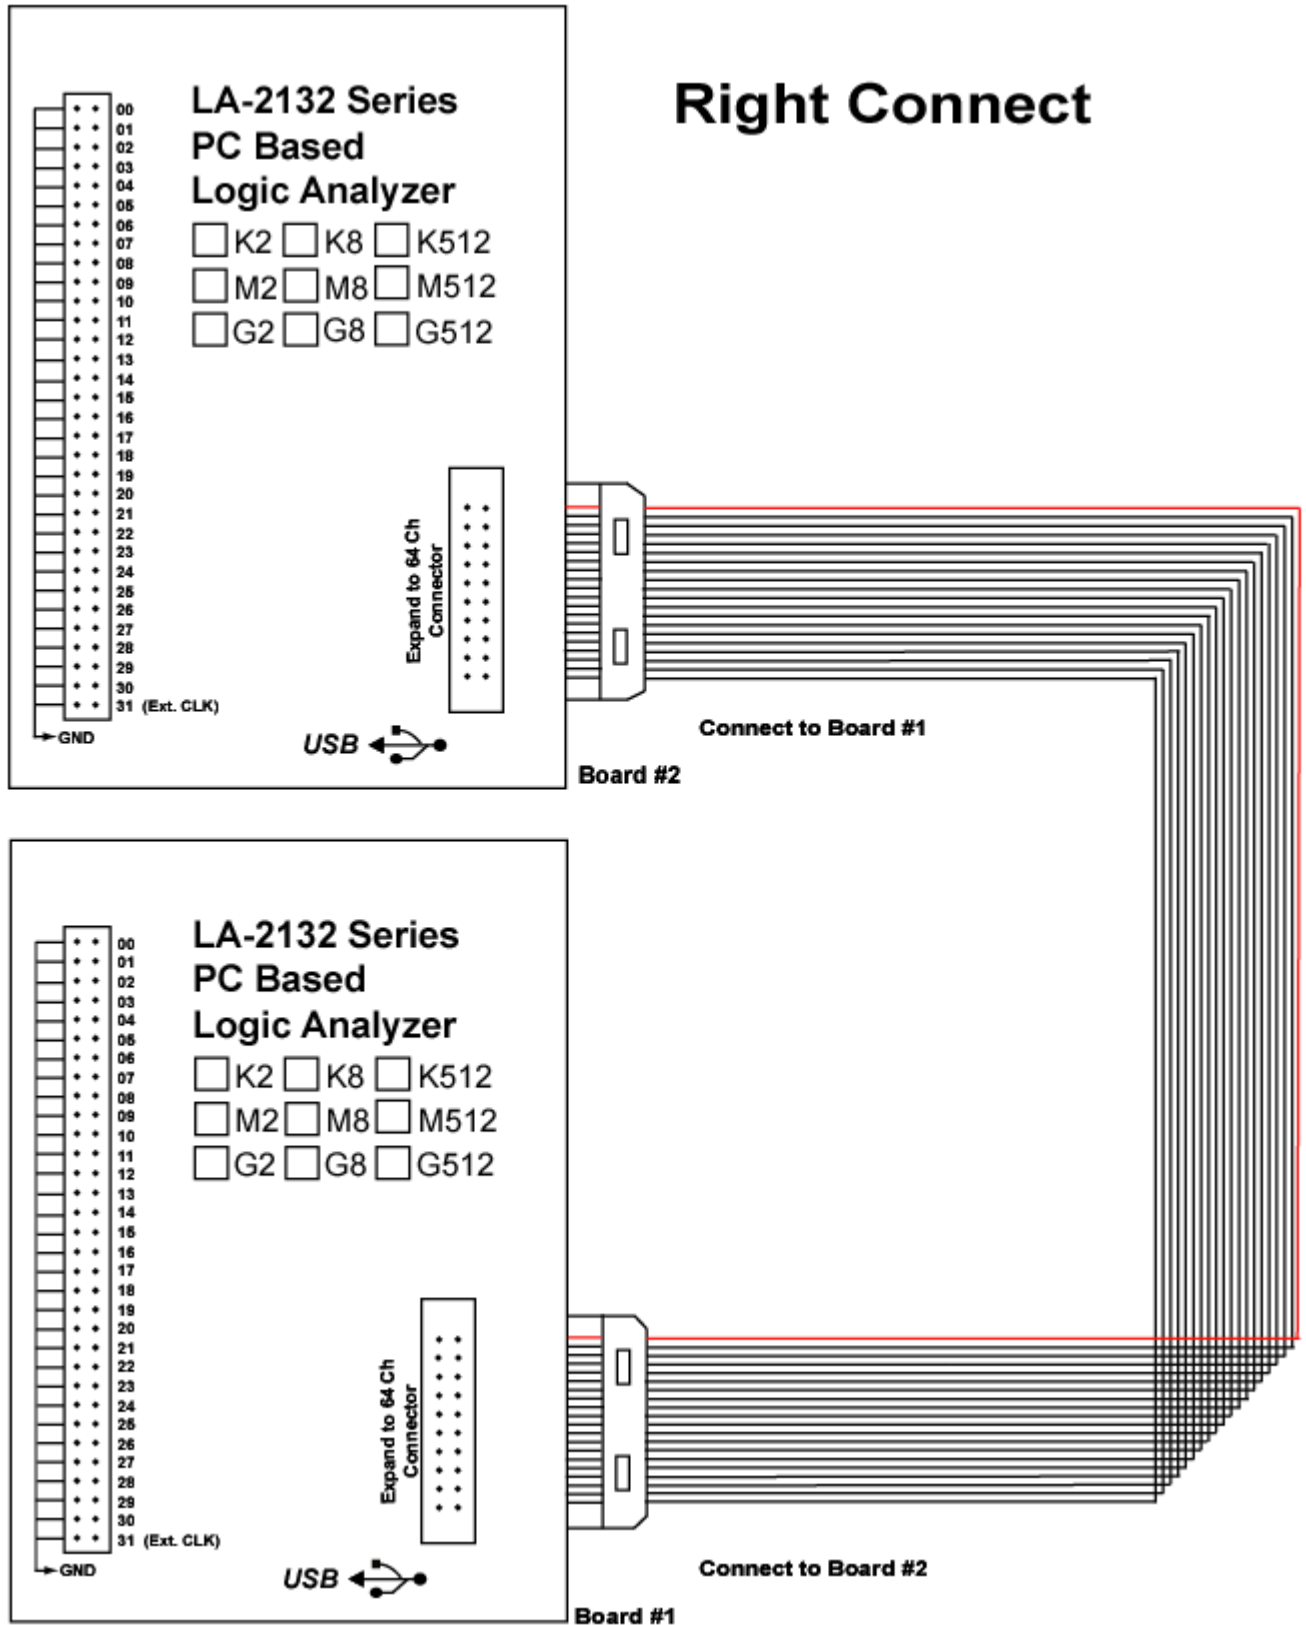 Right Connect
LA-2132 Series
PC Based
Logic Analyzer
K2 K8 K512
M2 M8 M512
G2 G8 G512
00
01
02
03
04
05
06
07
08
09
10
11
12
13
14
15
16
17
18
19
20
21
22
23
24
25
26
27
28
29
30
31 (Ext. CLK)
GND
Expand to 64 Ch
Connector
USB
Connect to Board #1
Board #2
LA-2132 Series
PC Based
Logic Analyzer
K2 K8 K512
M2 M8 M512
G2 G8 G512
00
01
02
03
04
05
06
07
08
09
10
11
12
13
14
15
16
17
18
19
20
21
22
23
24
25
26
27
28
29
30
31 (Ext. CLK)
GND
Expand to 64 Ch
Connector
USB
Connect to Board #2
Board #1